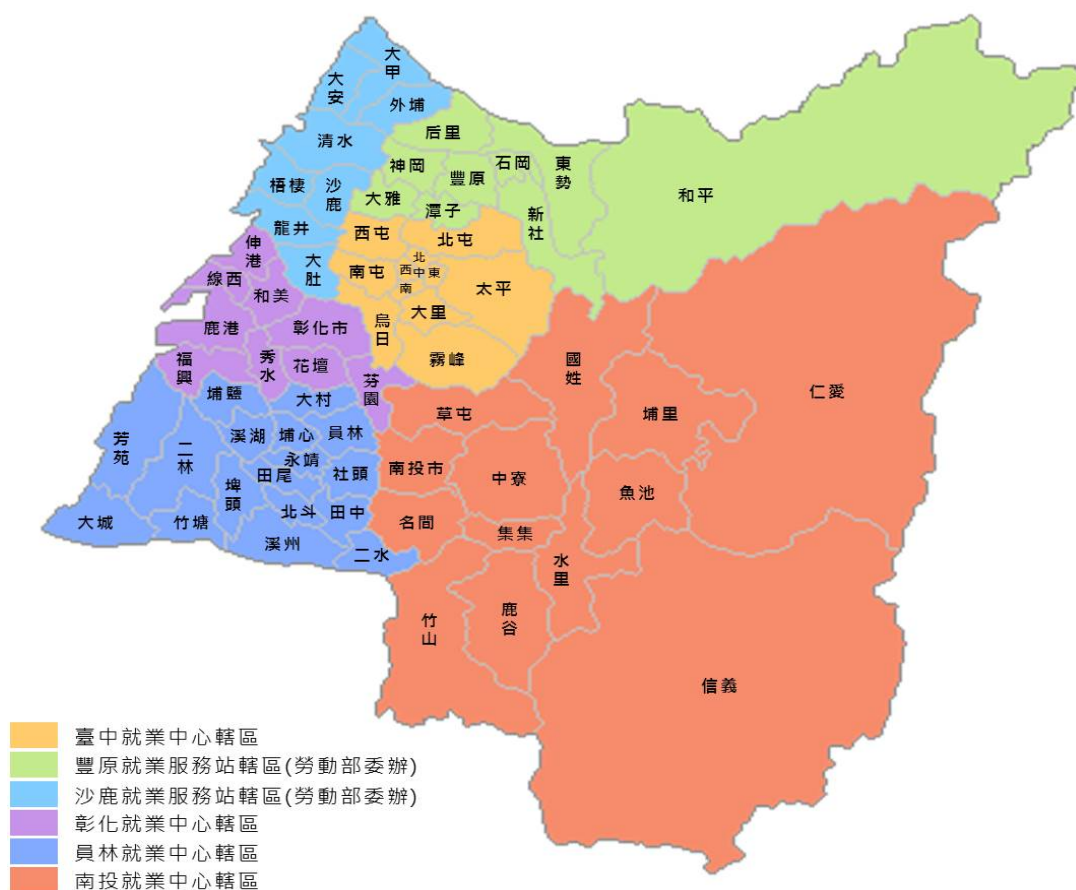 大甲
大安
外埔
后里
清水
神岡
石岡
東勢
豐原
梧棲
沙鹿
大雅
潭子
新社
和平
龍井
西屯
北屯
伸港
大肚
南屯
北
西中東
南
太平
線西
和美
大里
鹿港
彰化市
烏日
霧峰
國姓
福興
秀水
花壇
芬園
埔鹽
大村
草屯
埔里
仁愛
芳苑
二林
溪湖
埔心
員林
永靖
田尾
社頭
南投市
中寮
魚池
埤頭
北斗
田中
名間
大城
竹塘
溪州
二水
集集
水里
竹山
鹿谷
信義
臺中就業中心轄區
豐原就業服務站轄區(勞動部委辦)
沙鹿就業服務站轄區(勞動部委辦)
彰化就業中心轄區
員林就業中心轄區
南投就業中心轄區